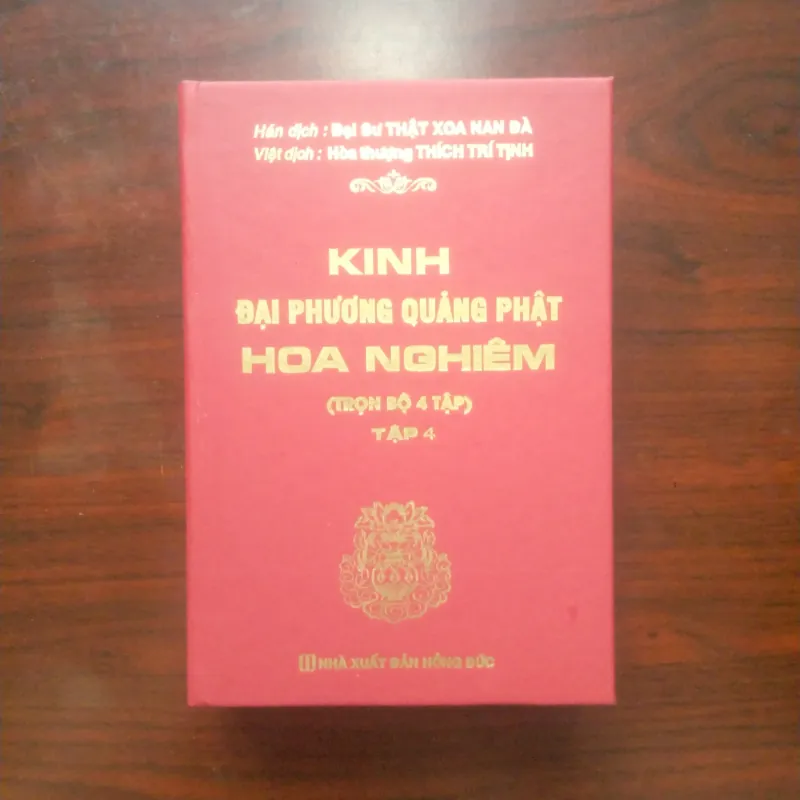 Hán dịch : Đại Sư THẬT XOA NAN ĐÀ
Việt dịch : Hòa thượng THÍCH TRÍ TỊNH
KINH
ĐẠI PHƯƠNG QUẢNG PHẬT
HOA NGHIÊM
(TRỌN BỘ 4 TẬP)
TẬP 4
NHÀ XUẤT BẢN HỒNG ĐỨC